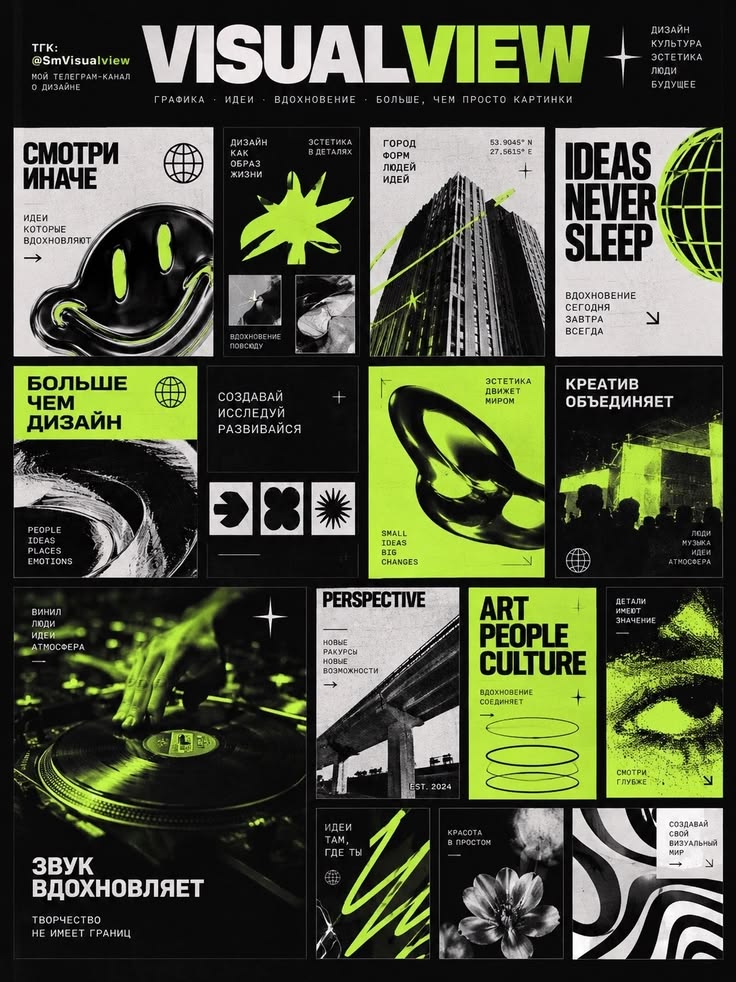 ТГК:
@SmVisualview
МОЙ ТЕЛЕГРАМ-КАНАЛ
О ДИЗАЙНЕ
VISUALVIEW
ГРАФИКА · ИДЕИ · ВДОХНОВЕНИЕ · БОЛЬШЕ, ЧЕМ ПРОСТО КАРТИНКИ
ДИЗАЙН
КУЛЬТУРА
ЭСТЕТИКА
ЛЮДИ
БУДУЩЕЕ
СМОТРИ
ИНАЧЕ
ИДЕИ
КОТОРЫЕ
ВДОХНОВЛЯЮТ
ДИЗАЙН
КАК
ОБРАЗ
ЖИЗНИ
ЭСТЕТИКА
В ДЕТАЛЯХ
ВДОХНОВЕНИЕ
ПОВСЮДУ
ГОРОД
ФОРМ
ЛЮДЕЙ
ИДЕЙ
53.9045° N
27.5615° E
IDEAS
NEVER
SLEEP
ВДОХНОВЕНИЕ
СЕГОДНЯ
ЗАВТРА
ВСЕГДА
БОЛЬШЕ
ЧЕМ
ДИЗАЙН
PEOPLE
IDEAS
PLACES
EMOTIONS
СОЗДАВАЙ
ИССЛЕДУЙ
РАЗВИВАЙСЯ
ЭСТЕТИКА
ДВИЖЕТ
МИРОМ
SMALL
IDEAS
BIG
CHANGES
КРЕАТИВ
ОБЪЕДИНЯЕТ
ЛЮДИ
МУЗЫКА
ИДЕИ
АТМОСФЕРА
ВИНИЛ
ЛЮДИ
ИДЕИ
АТМОСФЕРА
ЗВУК
ВДОХНОВЛЯЕТ
ТВОРЧЕСТВО
НЕ ИМЕЕТ ГРАНИЦ
PERSPECTIVE
НОВЫЕ
РАКУРСЫ
НОВЫЕ
ВОЗМОЖНОСТИ
EST. 2024
ART
PEOPLE
CULTURE
ВДОХНОВЕНИЕ
СОЕДИНЯЕТ
ДЕТАЛИ
ИМЕЮТ
ЗНАЧЕНИЕ
СМОТРИ
ГЛУБЖЕ
ИДЕИ
ТАМ,
ГДЕ ТЫ
КРАСОТА
В ПРОСТОМ
СОЗДАВАЙ
СВОЙ
ВИЗУАЛЬНЫЙ
МИР